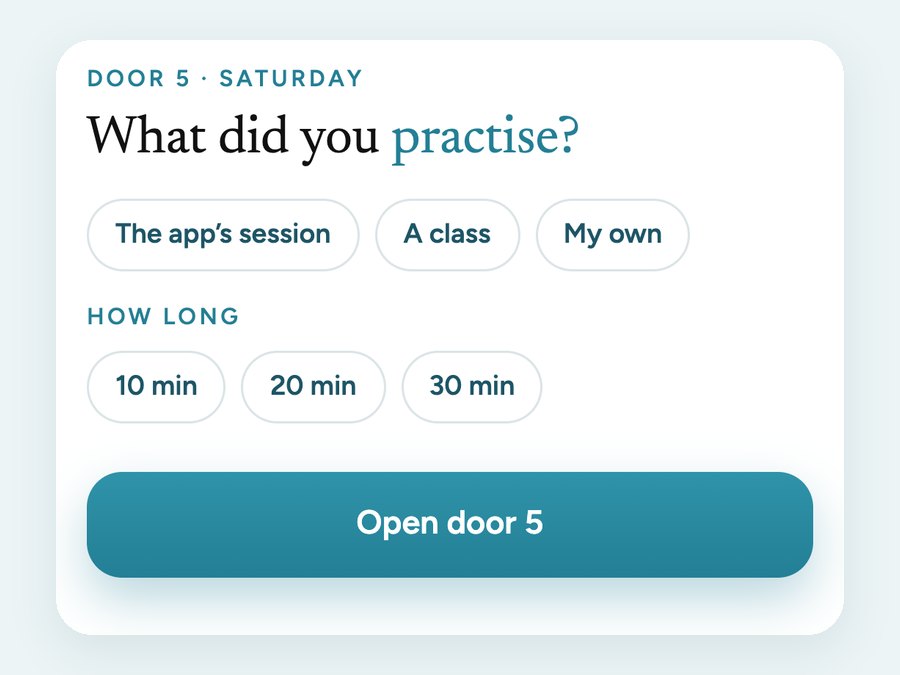 DOOR 5 · SATURDAY
What did you practise?
The app’s session A class My own
HOW LONG
10 min 20 min 30 min
Open door 5